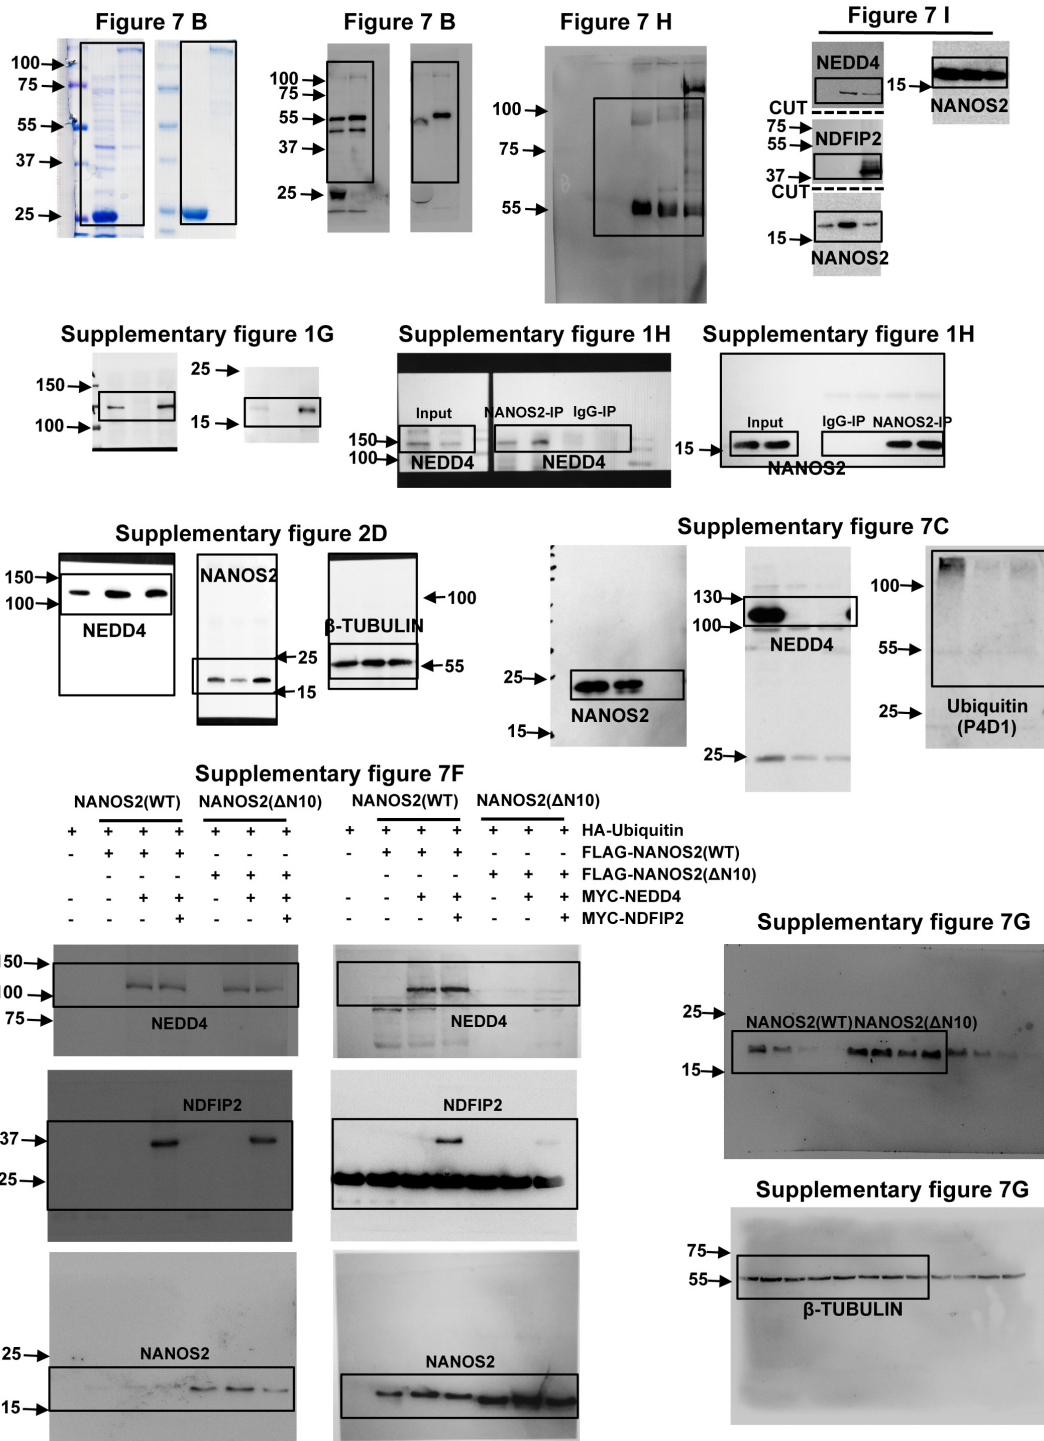 Figure 7 B
100
75
55
37
25
Figure 7 B
100
75
55
37
25
Figure 7 H
100
75
55
Figure 7 I
NEDD4
CUT
75
55
NDFIP2
37
CUT
15
NANOS2
15
NANOS2
Supplementary figure 1G
150
100
25
15
Supplementary figure 1H
Input
NANOS2-IP
IgG-IP
150
100
NEDD4
NEDD4
Supplementary figure 1H
Input
IgG-IP
NANOS2-IP
15
NANOS2
Supplementary figure 2D
150
100
NEDD4
NANOS2
25
15
100
β-TUBULIN
55
Supplementary figure 7C
25
NANOS2
15
130
100
NEDD4
25
100
55
25
Ubiquitin
(P4D1)
Supplementary figure 7F
NANOS2(WT) NANOS2(ΔN10) NANOS2(WT) NANOS2(ΔN10)
+ + + + + + + + + + + + + + HA-Ubiquitin
- + + + - - - - + + + - - - FLAG-NANOS2(WT)
- - - - + + + - - - - + + + FLAG-NANOS2(ΔN10)
- - + + - + + - - + + - + + MYC-NEDD4
- - - + - - + - - - + - - + MYC-NDFIP2
150
100
75
NEDD4
NEDD4
NDFIP2
37
25
NDFIP2
NANOS2
25
15
NANOS2
Supplementary figure 7G
25
NANOS2(WT) NANOS2(ΔN10)
15
Supplementary figure 7G
75
55
β-TUBULIN